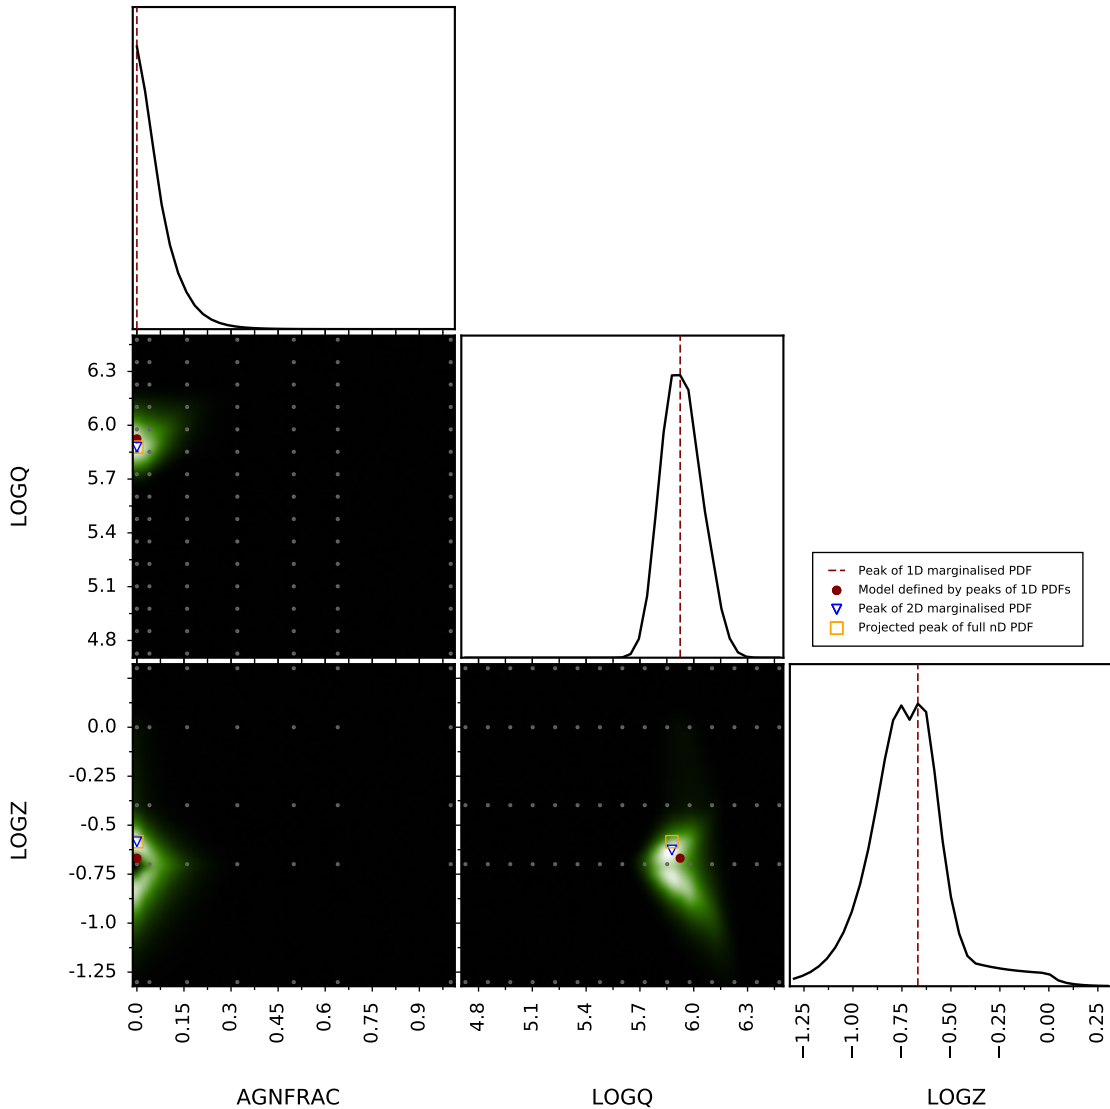 6.3
6.0
5.7
5.4
5.1
4.8
LOGQ
Peak of 1D marginalised PDF
Model defined by peaks of 1D PDFs
Peak of 2D marginalised PDF
Projected peak of full nD PDF
0.0
-0.25
-0.5
-0.75
-1.0
-1.25
LOGZ
0.0 0.15 0.3 0.45 0.6 0.75 0.9
4.8 5.1 5.4 5.7 6.0 6.3
−1.25 −1.00 −0.75 −0.50 −0.25 0.00 0.25
AGNFRAC LOGQ LOGZ